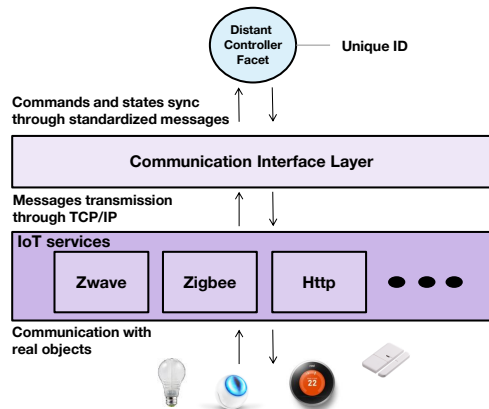 Distant
Controller
Facet
Unique ID
Commands and states sync
through standardized messages
Communication Interface Layer
Messages transmission
through TCP/IP
IoT services
Zwave
Zigbee
Http
Communication with
real objects
22